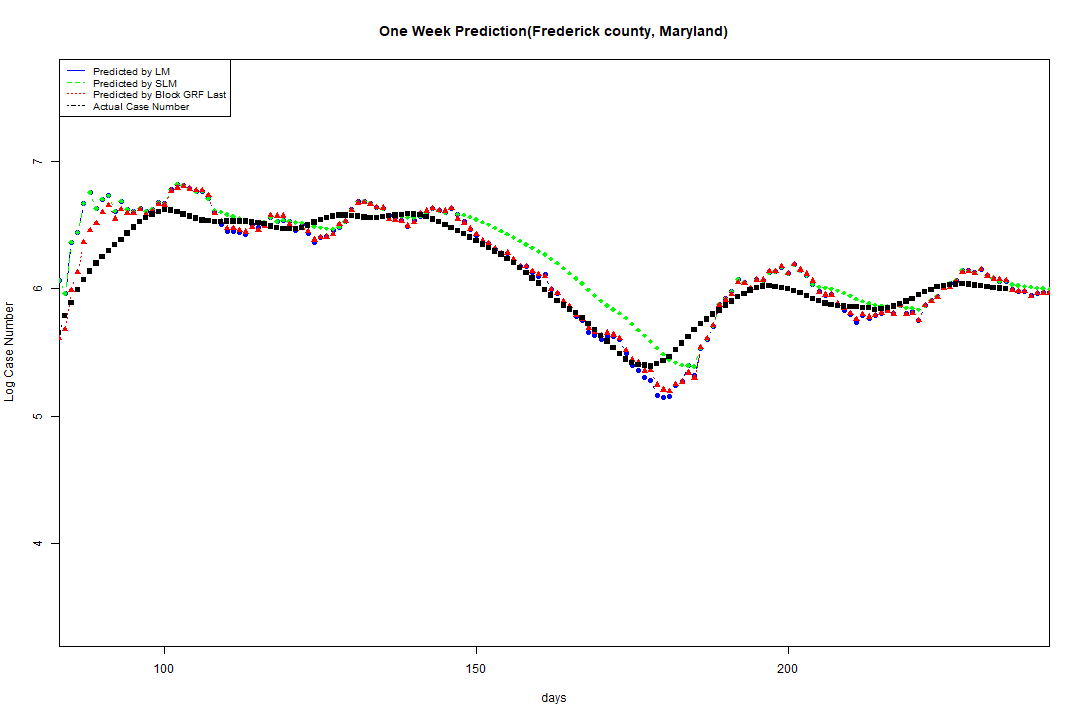 One Week Prediction(Frederick county, Maryland)
Predicted by LM
Predicted by SLM
Predicted by Block GRF Last
Actual Case Number
7
6
5
4
Log Case Number
100 150 200
days